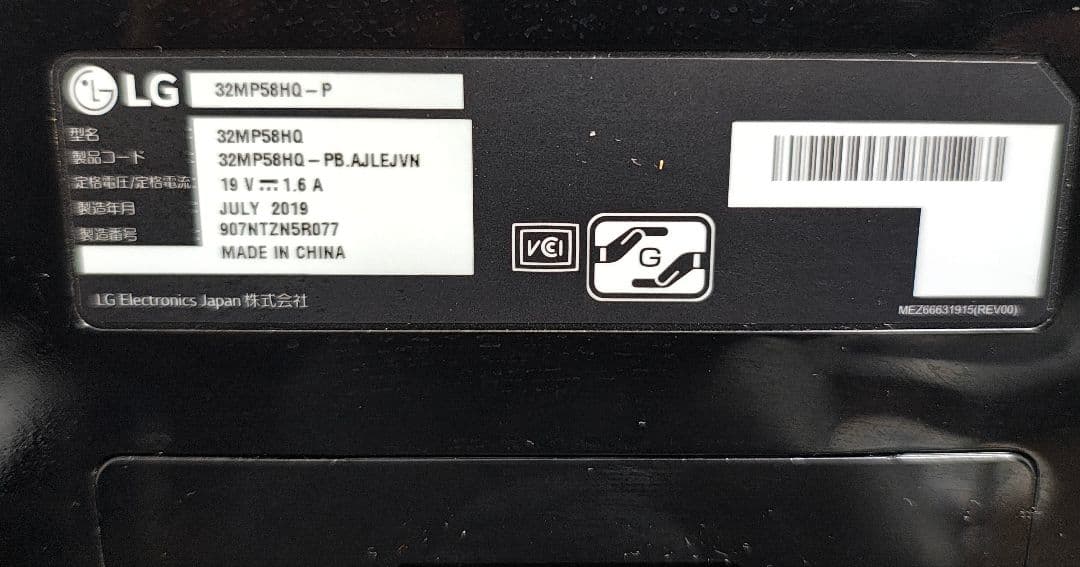 LG 32MP58HQ-P
型名 32MP58HQ
製品コード 32MP58HQ-PB.AJLEJVN
定格電圧/定格電流: 19 V ⎓ 1.6 A
製造年月 JULY 2019
製造番号 907NTZN5R077
MADE IN CHINA
VCI
G
LG Electronics Japan 株式会社
MEZ66631915(REV00)